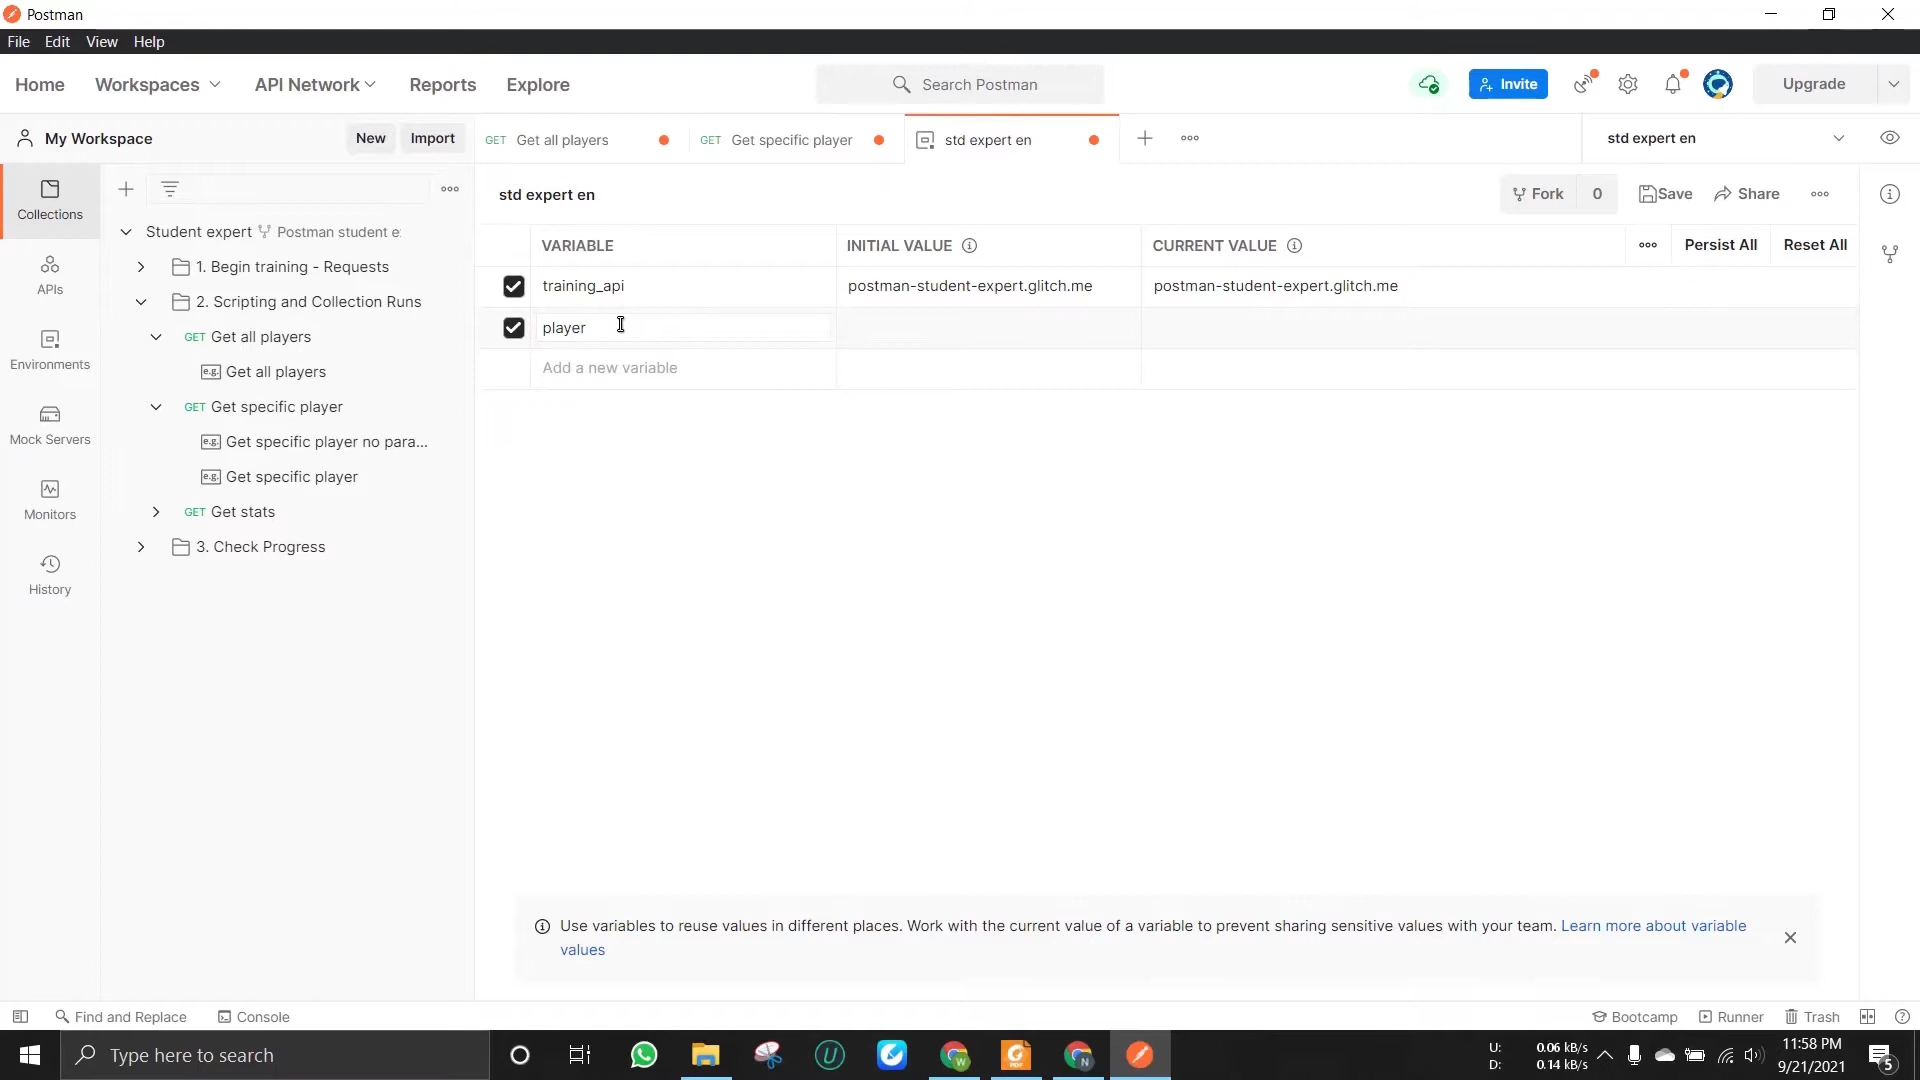 Postman
File Edit View Help
Home Workspaces API Network Reports Explore Search Postman Invite Upgrade
My Workspace New Import GET Get all players GET Get specific player std expert en std expert en
Collections
APIs
Environments
Mock Servers
Monitors
History
Student expert Postman student e
1. Begin training - Requests
2. Scripting and Collection Runs
GET Get all players
e.g. Get all players
GET Get specific player
e.g. Get specific player no para...
e.g. Get specific player
GET Get stats
3. Check Progress
std expert en Fork 0 Save Share
VARIABLE INITIAL VALUE CURRENT VALUE Persist All Reset All
training_api postman-student-expert.glitch.me postman-student-expert.glitch.me
player
Add a new variable
Use variables to reuse values in different places. Work with the current value of a variable to prevent sharing sensitive values with your team. Learn more about variable
values
Find and Replace Console Bootcamp Runner Trash
Type here to search
U: 0.06 kB/s
D: 0.14 kB/s
11:58 PM
9/21/2021
5